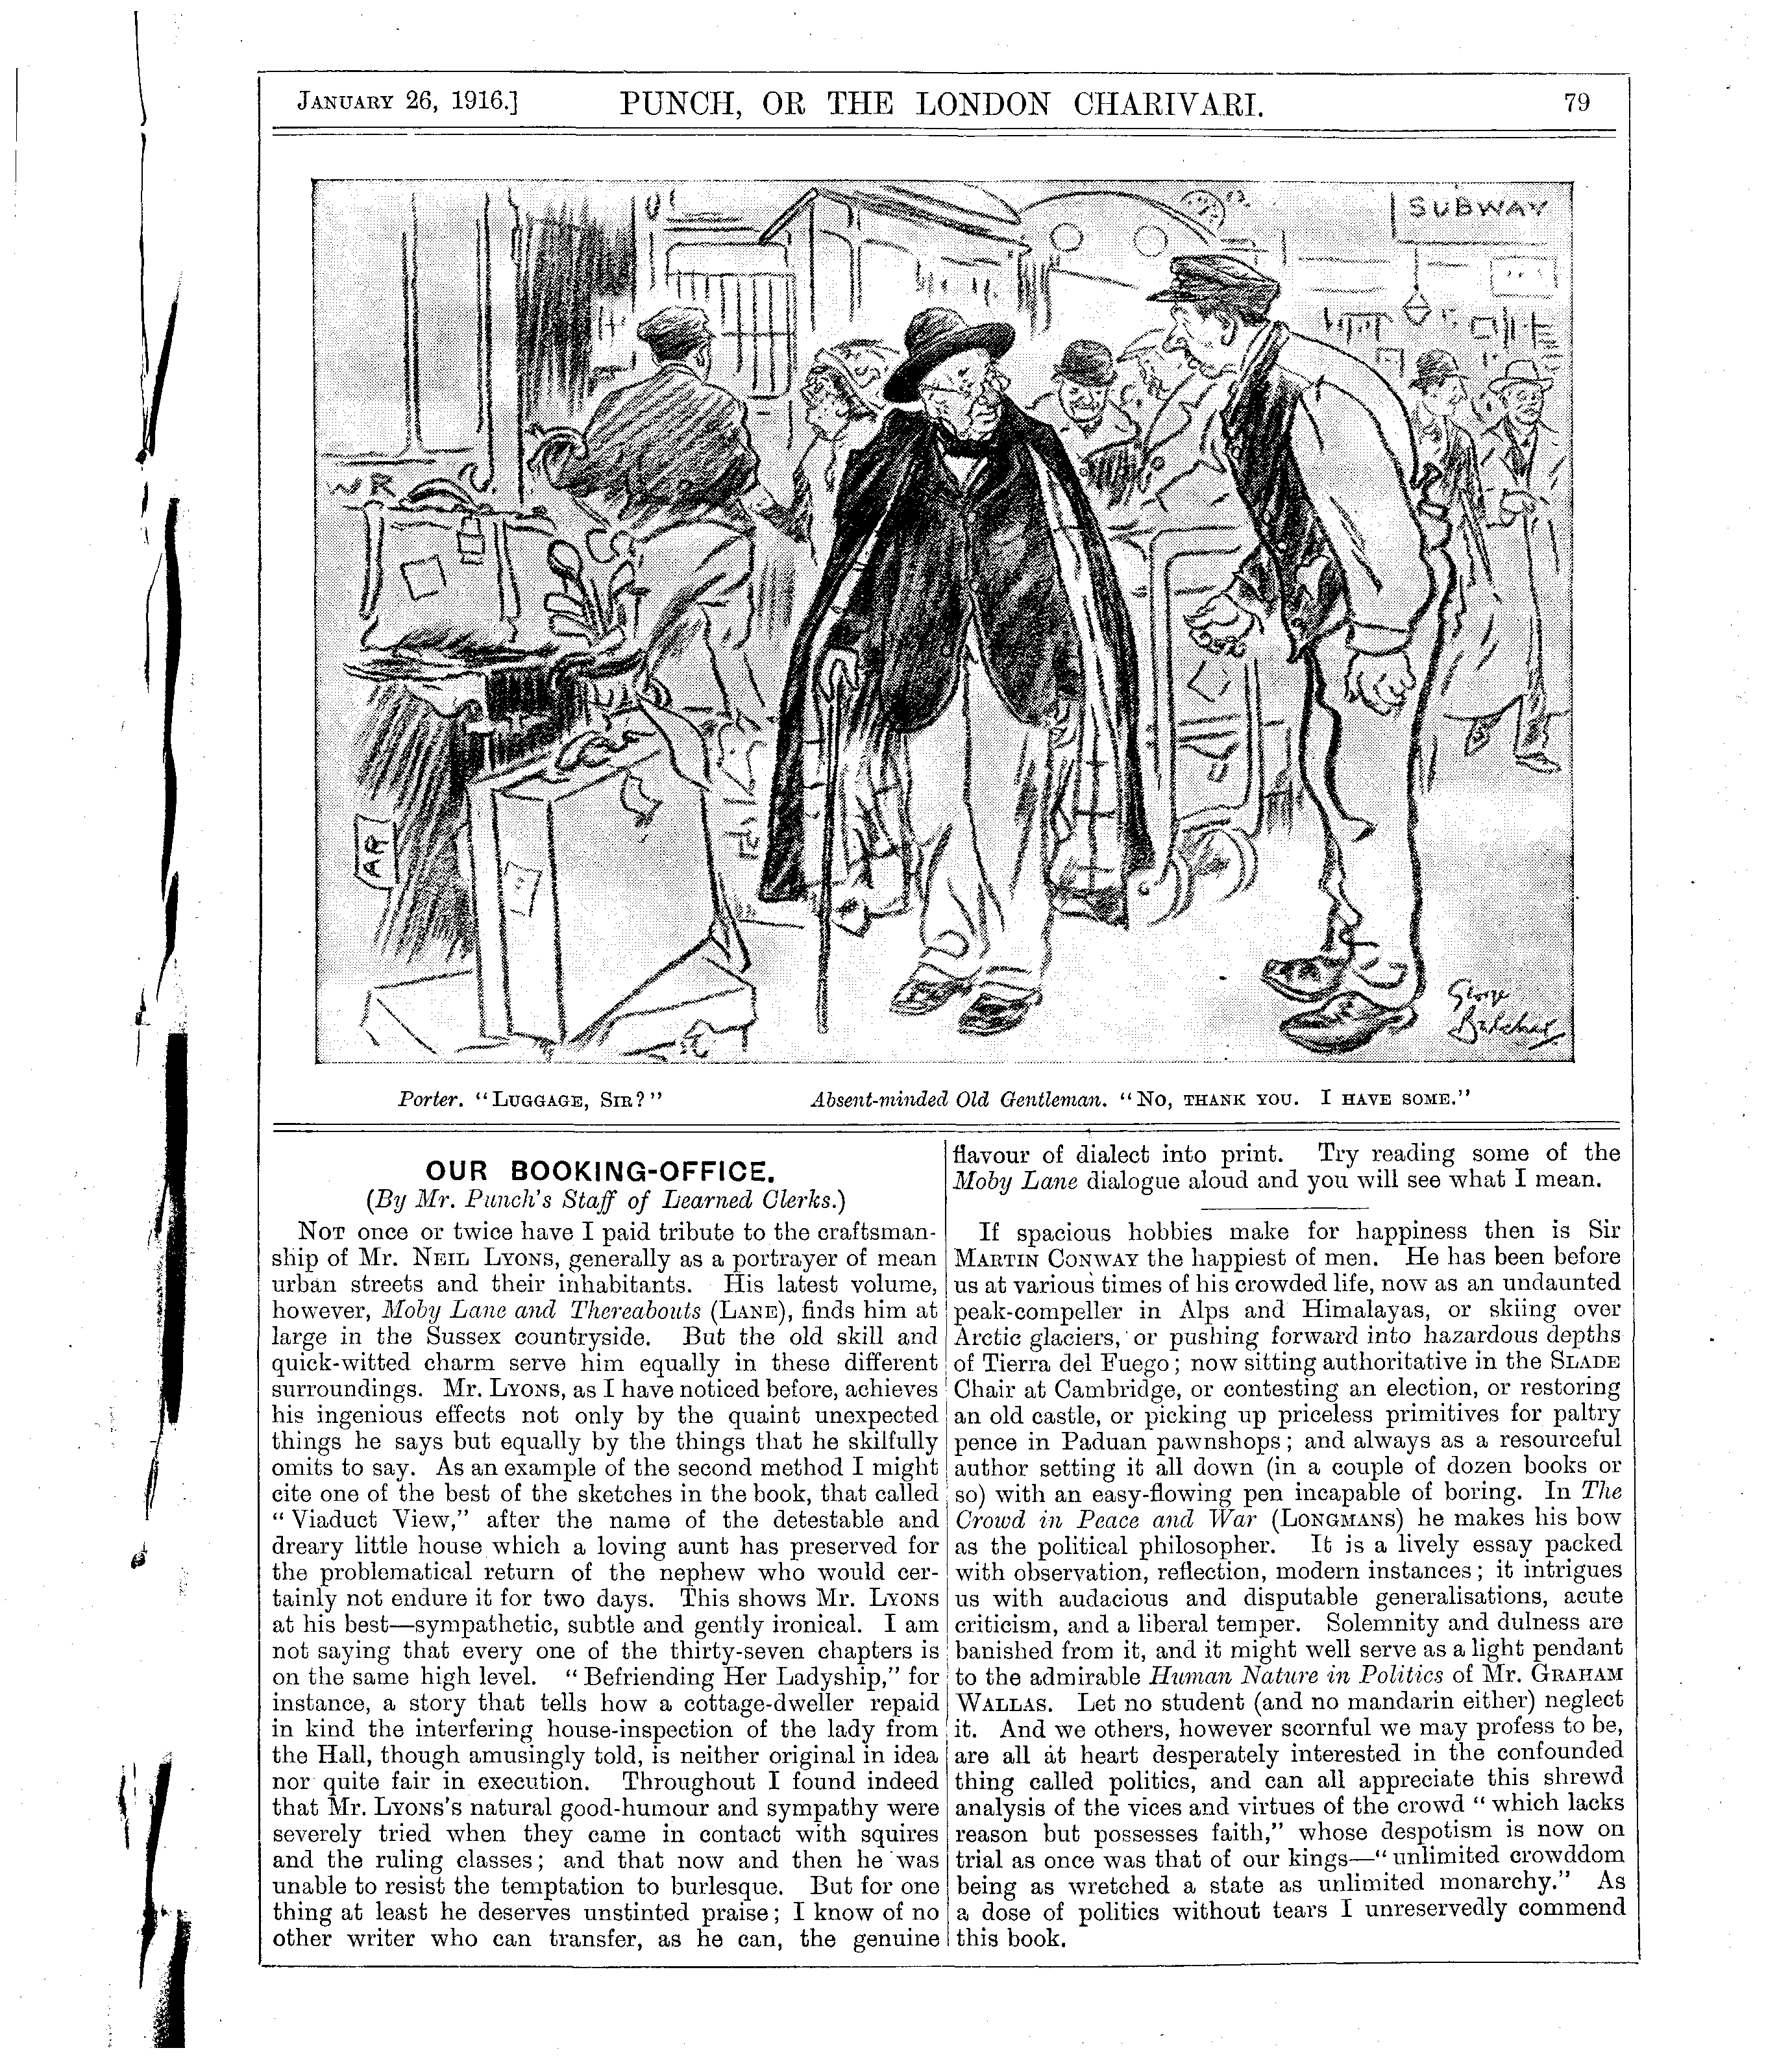 JANUARY 26, 1916.]
PUNCH, OR THE LONDON CHARIVARI.
79
SUBWAY
WR
AR
George
Belcher
Porter. "LUGGAGE, SIR?"
Absent-minded Old Gentleman. "NO, THANK YOU. I HAVE SOME."
OUR BOOKING-OFFICE.
(By Mr. Punch's Staff of Learned Clerks.)
NOT once or twice have I paid tribute to the craftsman-
ship of Mr. NEIL LYONS, generally as a portrayer of mean
urban streets and their inhabitants. His latest volume,
however, Moby Lane and Thereabouts (LANE), finds him at
large in the Sussex countryside. But the old skill and
quick-witted charm serve him equally in these different
surroundings. Mr. LYONS, as I have noticed before, achieves
his ingenious effects not only by the quaint unexpected
things he says but equally by the things that he skilfully
omits to say. As an example of the second method I might
cite one of the best of the sketches in the book, that called
"Viaduct View," after the name of the detestable and
dreary little house which a loving aunt has preserved for
the problematical return of the nephew who would cer-
tainly not endure it for two days. This shows Mr. LYONS
at his best—sympathetic, subtle and gently ironical. I am
not saying that every one of the thirty-seven chapters is
on the same high level. "Befriending Her Ladyship," for
instance, a story that tells how a cottage-dweller repaid
in kind the interfering house-inspection of the lady from
the Hall, though amusingly told, is neither original in idea
nor quite fair in execution. Throughout I found indeed
that Mr. LYONS's natural good-humour and sympathy were
severely tried when they came in contact with squires
and the ruling classes; and that now and then he was
unable to resist the temptation to burlesque. But for one
thing at least he deserves unstinted praise; I know of no
other writer who can transfer, as he can, the genuine
flavour of dialect into print. Try reading some of the
Moby Lane dialogue aloud and you will see what I mean.
If spacious hobbies make for happiness then is Sir
MARTIN CONWAY the happiest of men. He has been before
us at various times of his crowded life, now as an undaunted
peak-compeller in Alps and Himalayas, or skiing over
Arctic glaciers, or pushing forward into hazardous depths
of Tierra del Fuego; now sitting authoritative in the SLADE
Chair at Cambridge, or contesting an election, or restoring
an old castle, or picking up priceless primitives for paltry
pence in Paduan pawnshops; and always as a resourceful
author setting it all down (in a couple of dozen books or
so) with an easy-flowing pen incapable of boring. In The
Crowd in Peace and War (LONGMANS) he makes his bow
as the political philosopher. It is a lively essay packed
with observation, reflection, modern instances; it intrigues
us with audacious and disputable generalisations, acute
criticism, and a liberal temper. Solemnity and dulness are
banished from it, and it might well serve as a light pendant
to the admirable Human Nature in Politics of Mr. GRAHAM
WALLAS. Let no student (and no mandarin either) neglect
it. And we others, however scornful we may profess to be,
are all at heart desperately interested in the confounded
thing called politics, and can all appreciate this shrewd
analysis of the vices and virtues of the crowd "which lacks
reason but possesses faith," whose despotism is now on
trial as once was that of our kings—"unlimited crowddom
being as wretched a state as unlimited monarchy." As
a dose of politics without tears I unreservedly commend
this book.